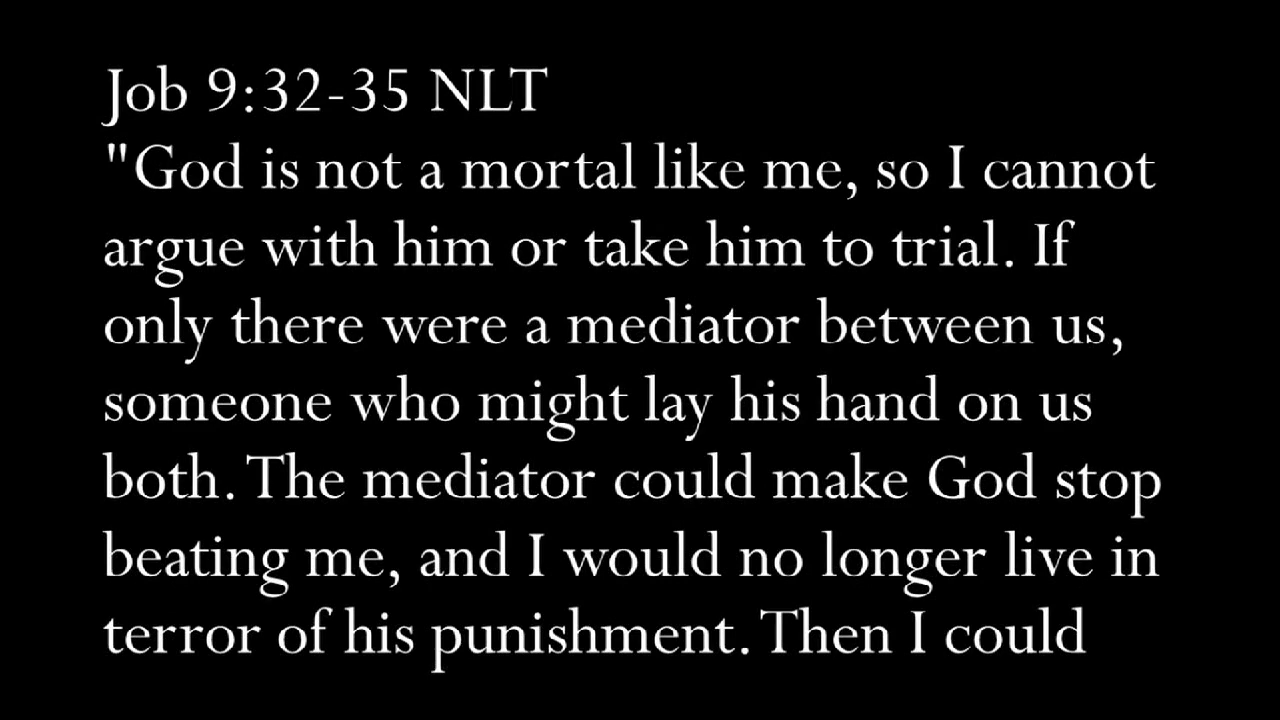 Job 9:32-35 NLT
"God is not a mortal like me, so I cannot
argue with him or take him to trial. If
only there were a mediator between us,
someone who might lay his hand on us
both. The mediator could make God stop
beating me, and I would no longer live in
terror of his punishment. Then I could